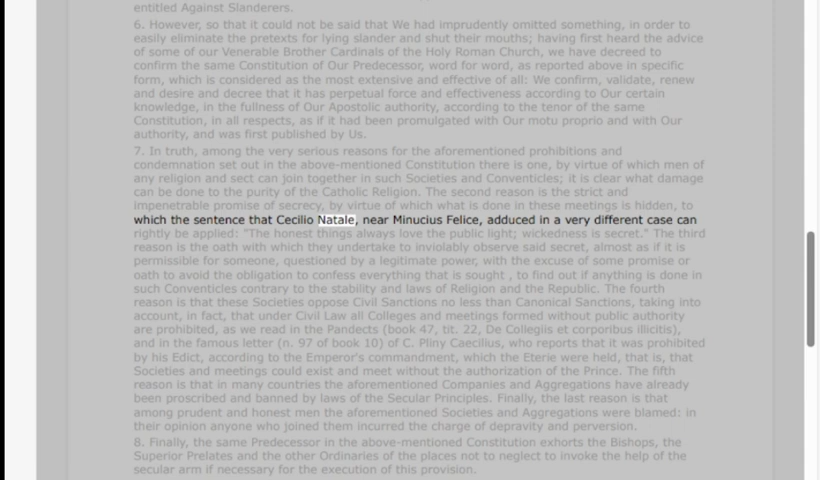 entitled Against Slanderers.
6. However, so that it could not be said that We had imprudently omitted something, in order to
easily eliminate the pretexts for lying slander and shut their mouths; having first heard the advice
of some of our Venerable Brother Cardinals of the Holy Roman Church, we have decreed to
confirm the same Constitution of Our Predecessor, word for word, as reported above in specific
form, which is considered as the most extensive and effective of all: We confirm, validate, renew
and desire and decree that it has perpetual force and effectiveness according to Our certain
knowledge, in the fullness of Our Apostolic authority, according to the tenor of the same
Constitution, in all respects, as if it had been promulgated with Our motu proprio and with Our
authority, and was first published by Us.
7. In truth, among the very serious reasons for the aforementioned prohibitions and
condemnation set out in the above-mentioned Constitution there is one, by virtue of which men of
any religion and sect can join together in such Societies and Conventicles; it is clear what damage
can be done to the purity of the Catholic Religion. The second reason is the strict and
impenetrable promise of secrecy, by virtue of which what is done in these meetings is hidden, to
which the sentence that Cecilio Natale, near Minucius Felice, adduced in a very different case can
rightly be applied: "The honest things always love the public light; wickedness is secret." The third
reason is the oath with which they undertake to inviolably observe said secret, almost as if it is
permissible for someone, questioned by a legitimate power, with the excuse of some promise or
oath to avoid the obligation to confess everything that is sought , to find out if anything is done in
such Conventicles contrary to the stability and laws of Religion and the Republic. The fourth
reason is that these Societies oppose Civil Sanctions no less than Canonical Sanctions, taking into
account, in fact, that under Civil Law all Colleges and meetings formed without public authority
are prohibited, as we read in the Pandects (book 47, tit. 22, De Collegiis et corporibus illicitis),
and in the famous letter (n. 97 of book 10) of C. Pliny Caecilius, who reports that it was prohibited
by his Edict, according to the Emperor's commandment, which the Eterie were held, that is, that
Societies and meetings could exist and meet without the authorization of the Prince. The fifth
reason is that in many countries the aforementioned Companies and Aggregations have already
been proscribed and banned by laws of the Secular Principles. Finally, the last reason is that
among prudent and honest men the aforementioned Societies and Aggregations were blamed: in
their opinion anyone who joined them incurred the charge of depravity and perversion.
8. Finally, the same Predecessor in the above-mentioned Constitution exhorts the Bishops, the
Superior Prelates and the other Ordinaries of the places not to neglect to invoke the help of the
secular arm if necessary for the execution of this provision.